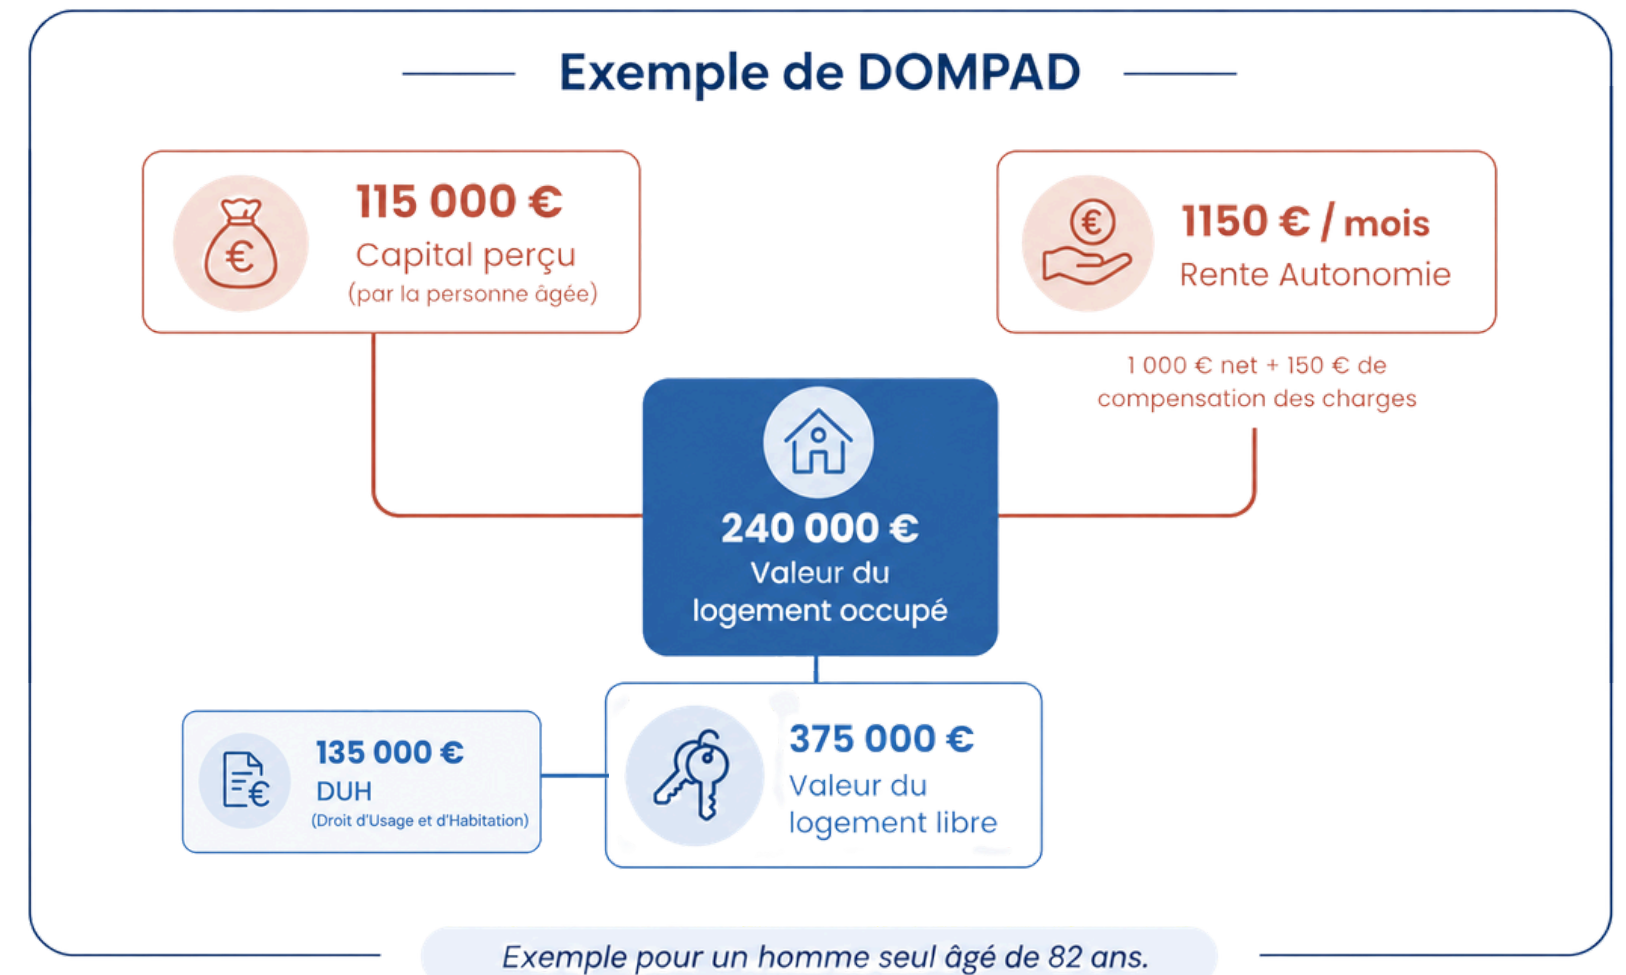 Exemple de DOMPAD
115 000 €
Capital perçu
(par la personne âgée)
1150 € / mois
Rente Autonomie
1 000 € net + 150 € de
compensation des charges
240 000 €
Valeur du
logement occupé
135 000 €
DUH
(Droit d'Usage et d'Habitation)
375 000 €
Valeur du
logement libre
Exemple pour un homme seul âgé de 82 ans.